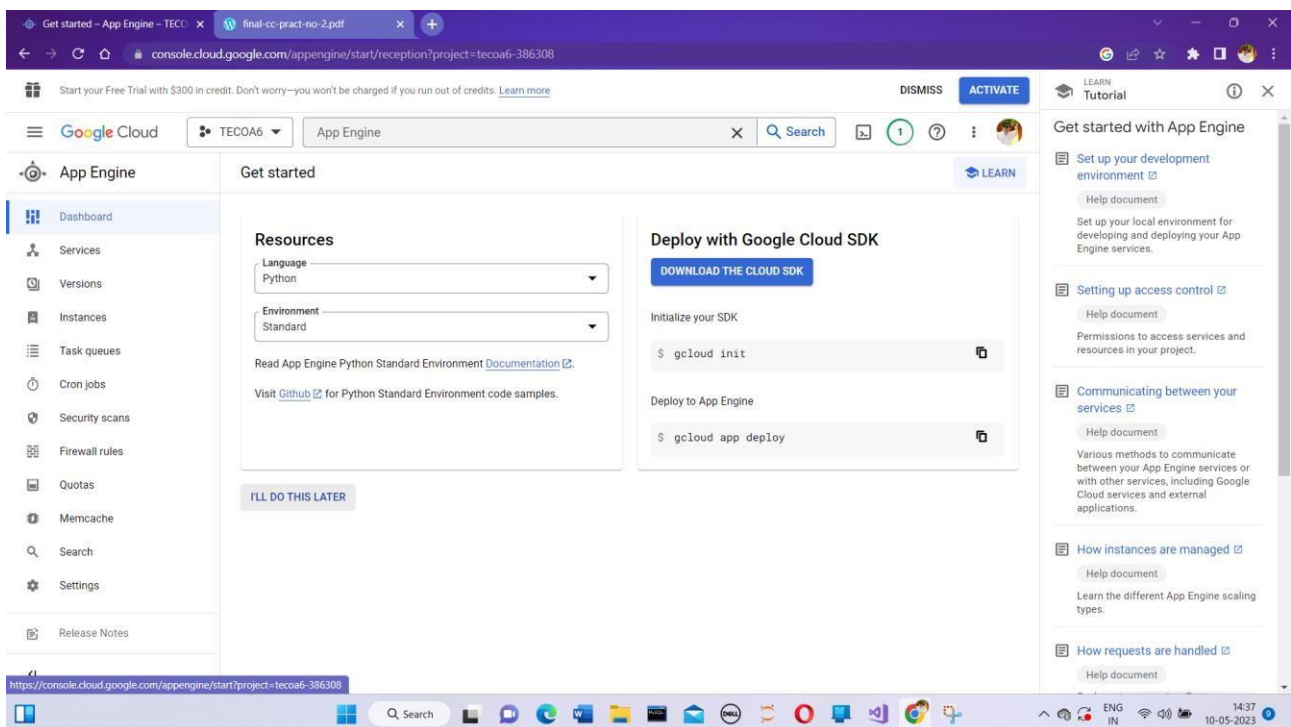 Get started – App Engine – TECO
final-cc-pract-no-2.pdf
console.cloud.google.com/appengine/start/reception?project=tecoa6-386308
Start your Free Trial with $300 in credit. Don't worry—you won't be charged if you run out of credits. Learn more
DISMISS
ACTIVATE
Google Cloud
TECOA6
App Engine
Search
1
App Engine
Get started
LEARN
Dashboard
Services
Versions
Instances
Task queues
Cron jobs
Security scans
Firewall rules
Quotas
Memcache
Search
Settings
Release Notes
Resources
Language
Python
Environment
Standard
Read App Engine Python Standard Environment Documentation.
Visit Github for Python Standard Environment code samples.
I'LL DO THIS LATER
Deploy with Google Cloud SDK
DOWNLOAD THE CLOUD SDK
Initialize your SDK
$ gcloud init
Deploy to App Engine
$ gcloud app deploy
LEARN
Tutorial
Get started with App Engine
Set up your development
environment
Help document
Set up your local environment for
developing and deploying your App
Engine services.
Setting up access control
Help document
Permissions to access services and
resources in your project.
Communicating between your
services
Help document
Various methods to communicate
between your App Engine services or
with other services, including Google
Cloud services and external
applications.
How instances are managed
Help document
Learn the different App Engine scaling
types.
How requests are handled
Help document
https://console.cloud.google.com/appengine/start?project=tecoa6-386308
Search
DELL
ENG
IN
14:37
10-05-2023
9